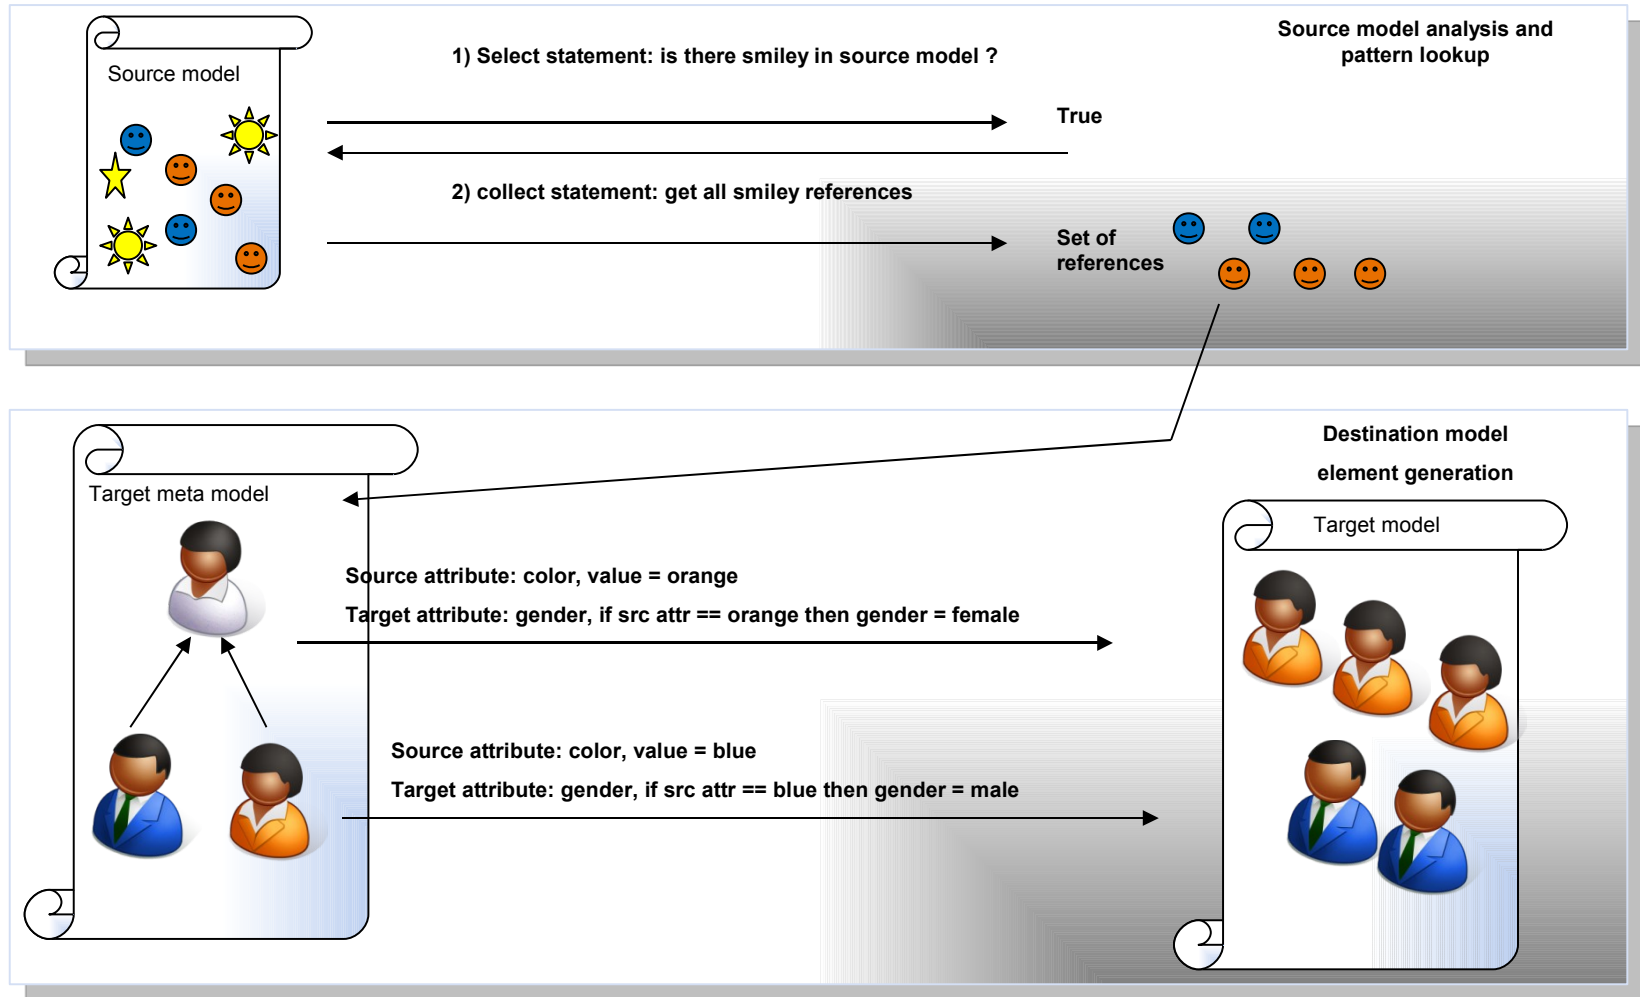 Source model analysis and
pattern lookup
1) Select statement: is there smiley in source model ?
Source model
True
2) collect statement: get all smiley references
Set of
references
Destination model
element generation
Target meta model
Target model
Source attribute: color, value = orange
Target attribute: gender, if src attr == orange then gender = female
Source attribute: color, value = blue
Target attribute: gender, if src attr == blue then gender = male